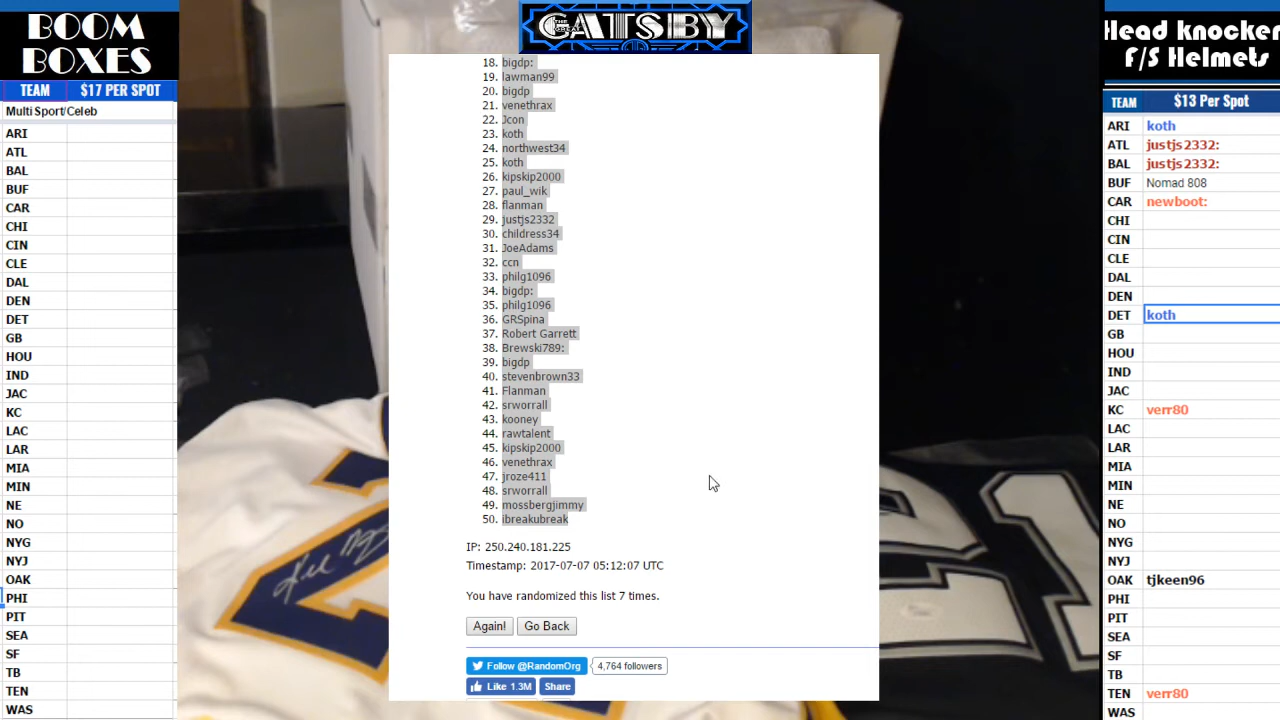 BOOM
BOXES
TEAM $17 PER SPOT
Multi Sport/Celeb
ARI
ATL
BAL
BUF
CAR
CHI
CIN
CLE
DAL
DEN
DET
GB
HOU
IND
JAC
KC
LAC
LAR
MIA
MIN
NE
NO
NYG
NYJ
OAK
PHI
PIT
SEA
SF
TB
TEN
WAS
THE
GATSBY
18. bigdp:
19. lawman99
20. bigdp
21. venethrax
22. Jcon
23. koth
24. northwest34
25. koth
26. kipskip2000
27. paul_wik
28. flanman
29. justjs2332
30. childress34
31. JoeAdams
32. ccn
33. philg1096
34. bigdp:
35. philg1096
36. GRSpina
37. Robert Garrett
38. Brewski789:
39. bigdp
40. stevenbrown33
41. Flanman
42. srworrall
43. kooney
44. rawtalent
45. kipskip2000
46. venethrax
47. jroze411
48. srworrall
49. mossbergjimmy
50. ibreakubreak
IP: 250.240.181.225
Timestamp: 2017-07-07 05:12:07 UTC
You have randomized this list 7 times.
Again! Go Back
Follow @RandomOrg 4,764 followers
Like 1.3M Share
Head knocker
F/S Helmets
TEAM $13 Per Spot
ARI koth
ATL justjs2332:
BAL justjs2332:
BUF Nomad 808
CAR newboot:
CHI
CIN
CLE
DAL
DEN
DET koth
GB
HOU
IND
JAC
KC verr80
LAC
LAR
MIA
MIN
NE
NO
NYG
NYJ
OAK tjkeen96
PHI
PIT
SEA
SF
TB
TEN verr80
WAS